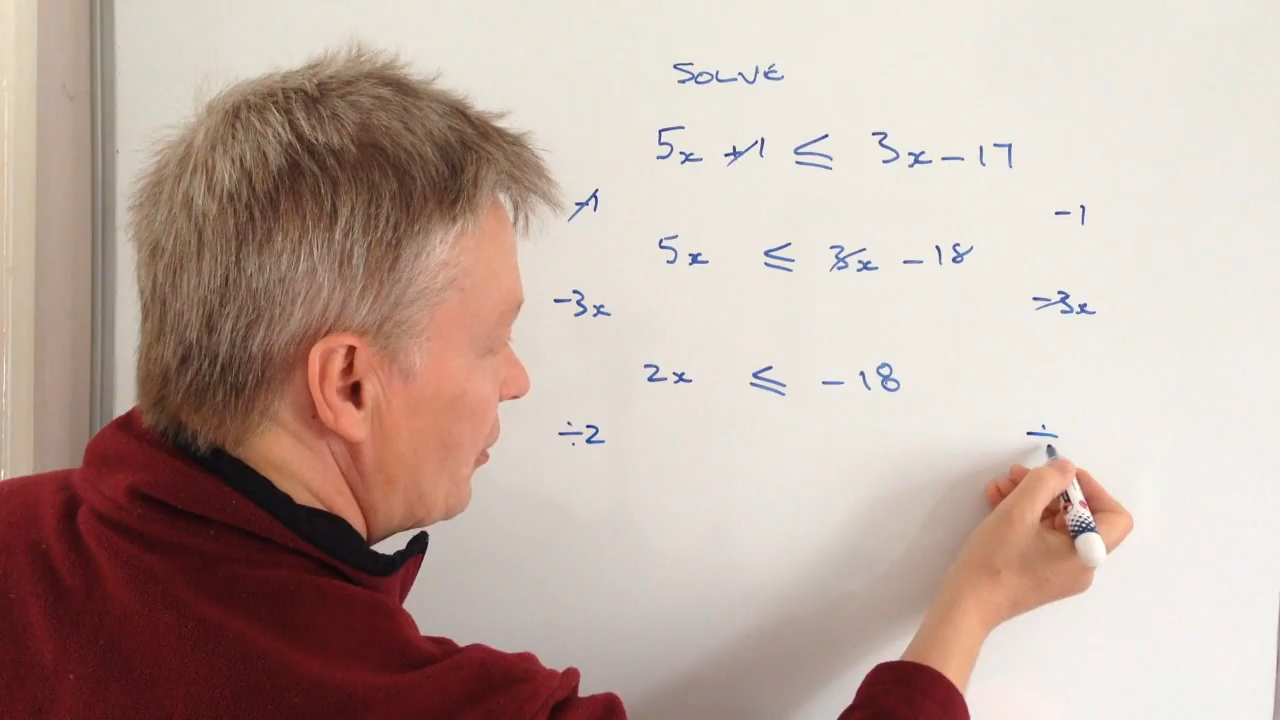 SOLVE
5x +1 ≤ 3x - 17
-1 -1
5x ≤ 3x - 18
-3x -3x
2x ≤ -18
÷2 ÷